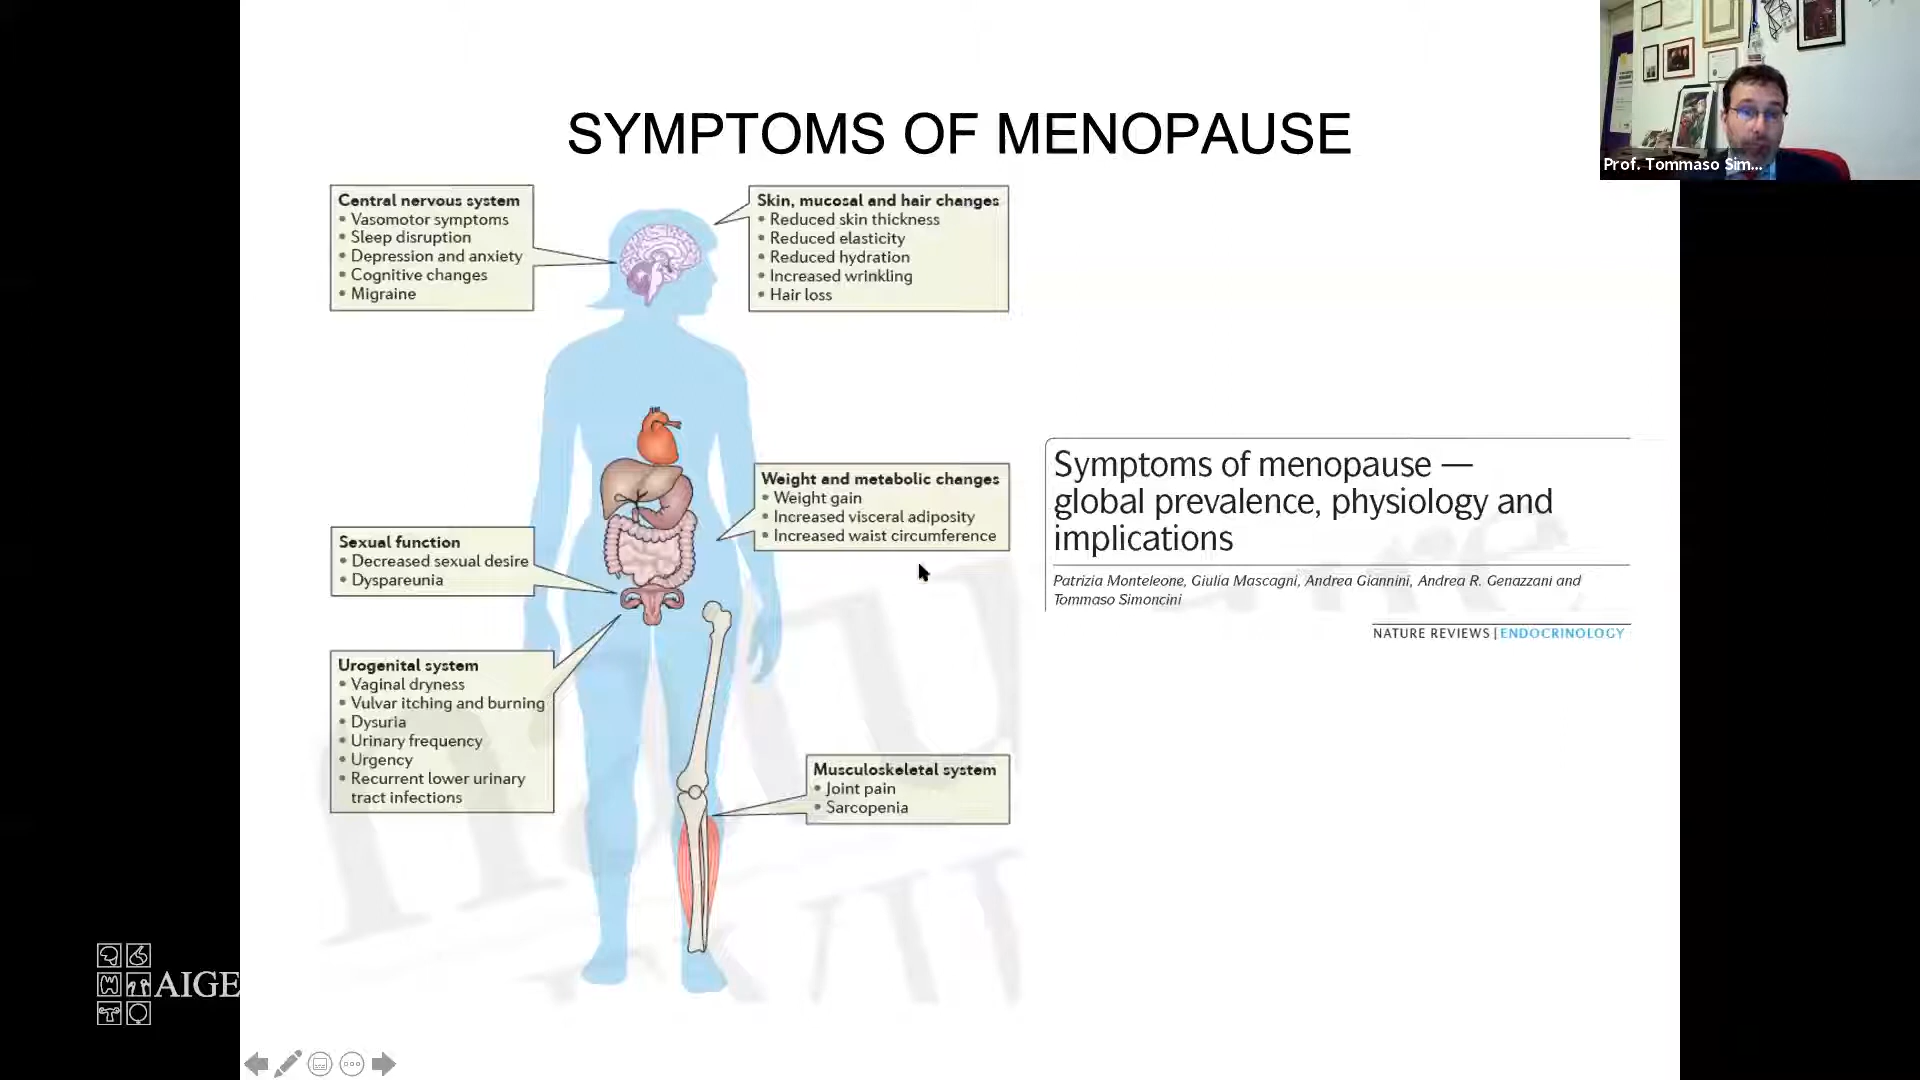 SYMPTOMS OF MENOPAUSE
Prof. Tommaso Sim...
Central nervous system
• Vasomotor symptoms
• Sleep disruption
• Depression and anxiety
• Cognitive changes
• Migraine
Skin, mucosal and hair changes
• Reduced skin thickness
• Reduced elasticity
• Reduced hydration
• Increased wrinkling
• Hair loss
Weight and metabolic changes
• Weight gain
• Increased visceral adiposity
• Increased waist circumference
Sexual function
• Decreased sexual desire
• Dyspareunia
Urogenital system
• Vaginal dryness
• Vulvar itching and burning
• Dysuria
• Urinary frequency
• Urgency
• Recurrent lower urinary
tract infections
Musculoskeletal system
• Joint pain
• Sarcopenia
Symptoms of menopause —
global prevalence, physiology and
implications
Patrizia Monteleone, Giulia Mascagni, Andrea Giannini, Andrea R. Genazzani and
Tommaso Simoncini
NATURE REVIEWS | ENDOCRINOLOGY
AIGE